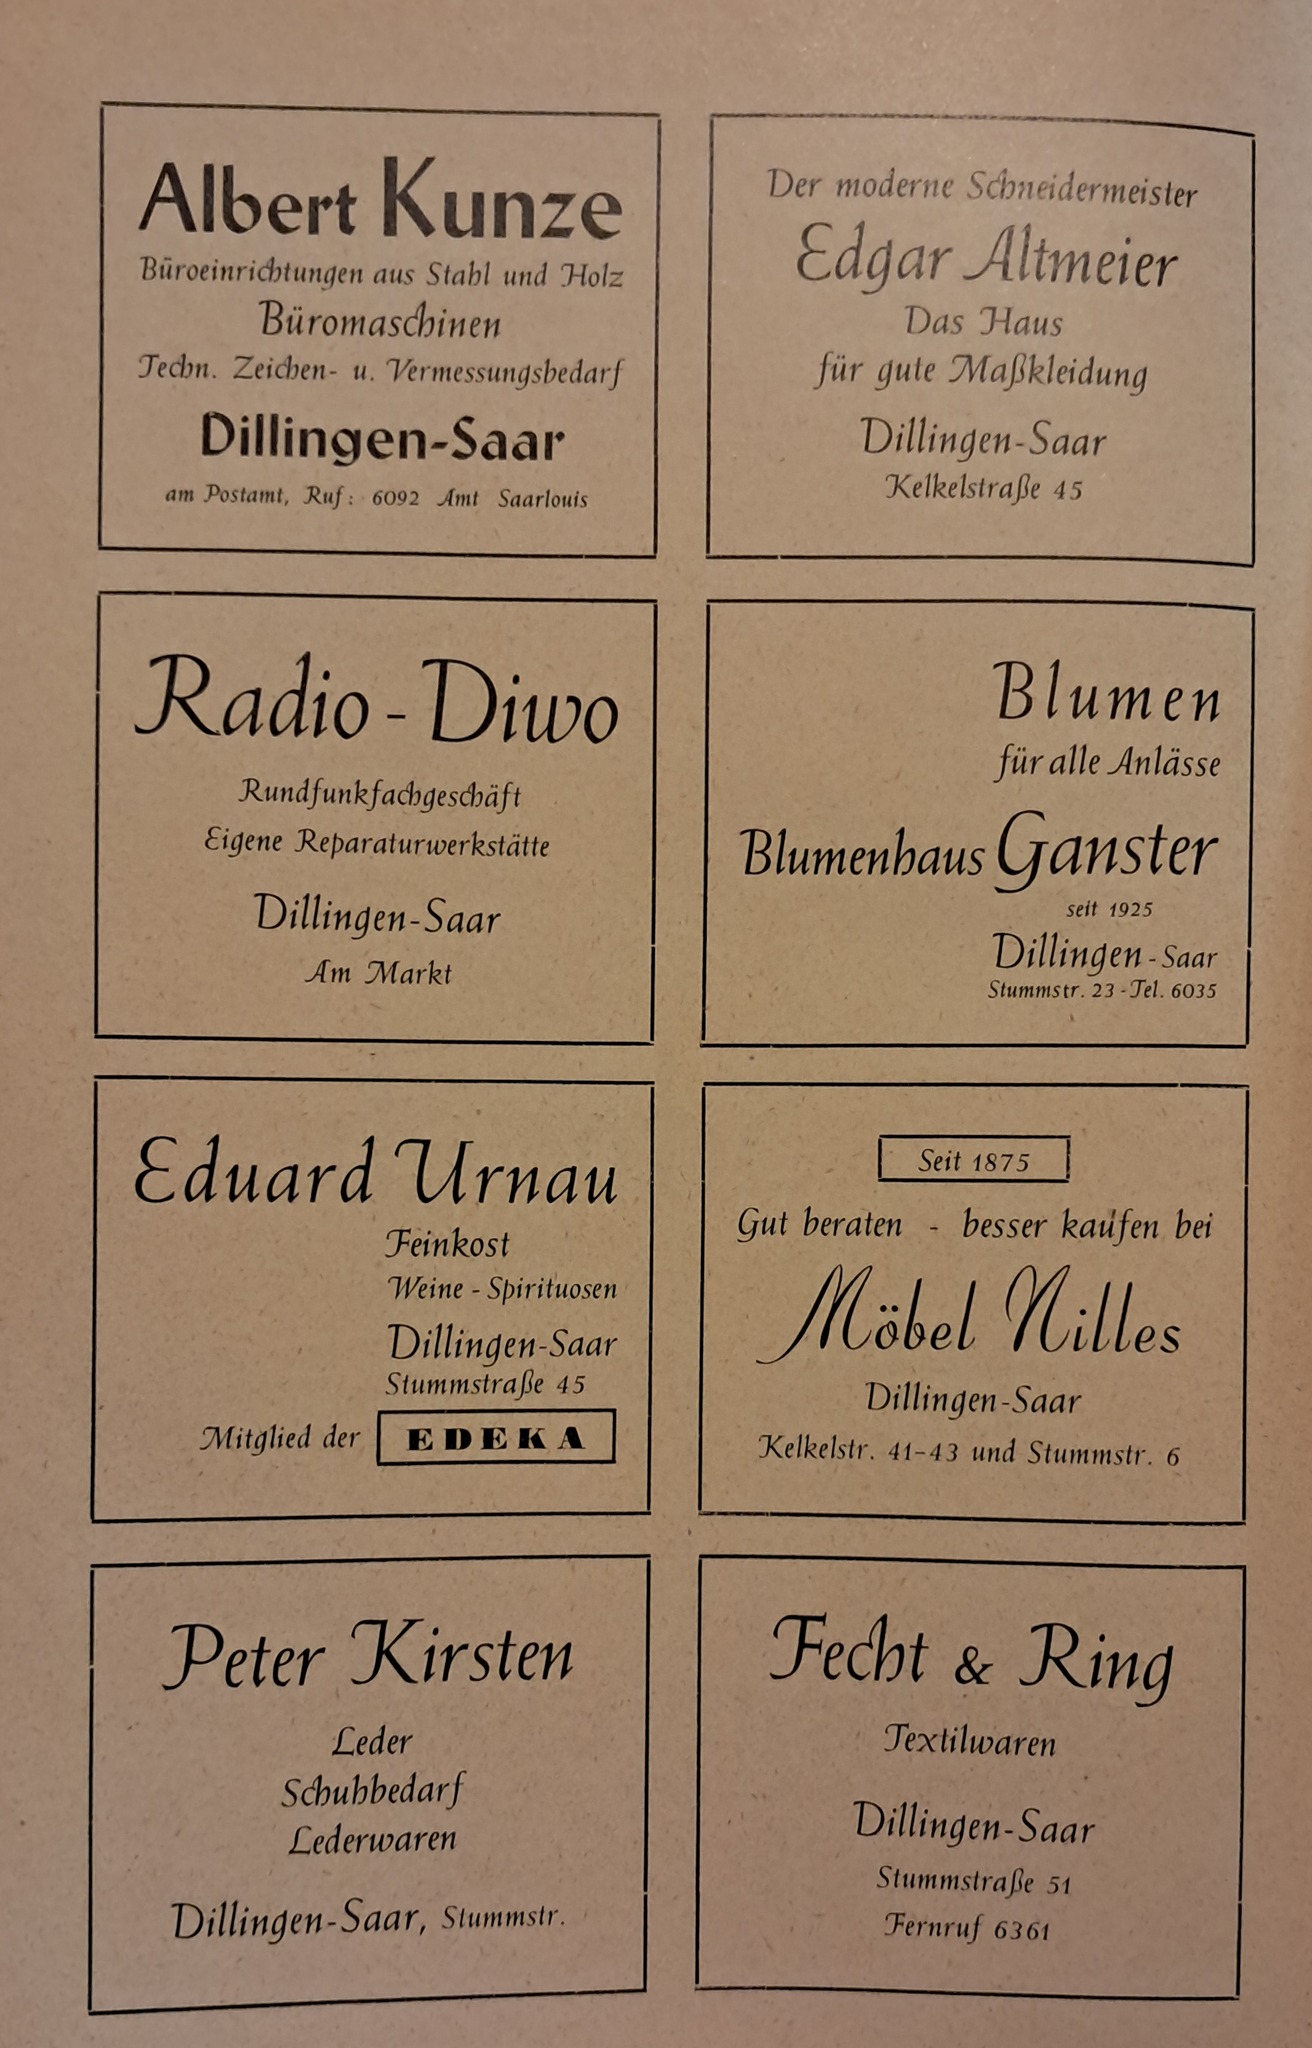 Albert Kunze
Büroeinrichtungen aus Stahl und Holz
Büromaschinen
Techn. Zeichen- u. Vermessungsbedarf
Dillingen-Saar
am Postamt, Ruf: 6092 Amt Saarlouis
Der moderne Schneidermeister
Edgar Altmeier
Das Haus
für gute Maßkleidung
Dillingen-Saar
Kelkelstraße 45
Radio - Diwo
Rundfunkfachgeschäft
Eigene Reparaturwerkstätte
Dillingen-Saar
Am Markt
Blumen
für alle Anlässe
Blumenhaus Ganster
seit 1925
Dillingen - Saar
Stummstr. 23 - Tel. 6035
Eduard Urnau
Feinkost
Weine - Spirituosen
Dillingen-Saar
Stummstraße 45
Mitglied der EDEKA
Seit 1875
Gut beraten - besser kaufen bei
Möbel Nilles
Dillingen-Saar
Kelkelstr. 41-43 und Stummstr. 6
Peter Kirsten
Leder
Schuhbedarf
Lederwaren
Dillingen-Saar, Stummstr.
Fecht & Ring
Textilwaren
Dillingen-Saar
Stummstraße 51
Fernruf 6361